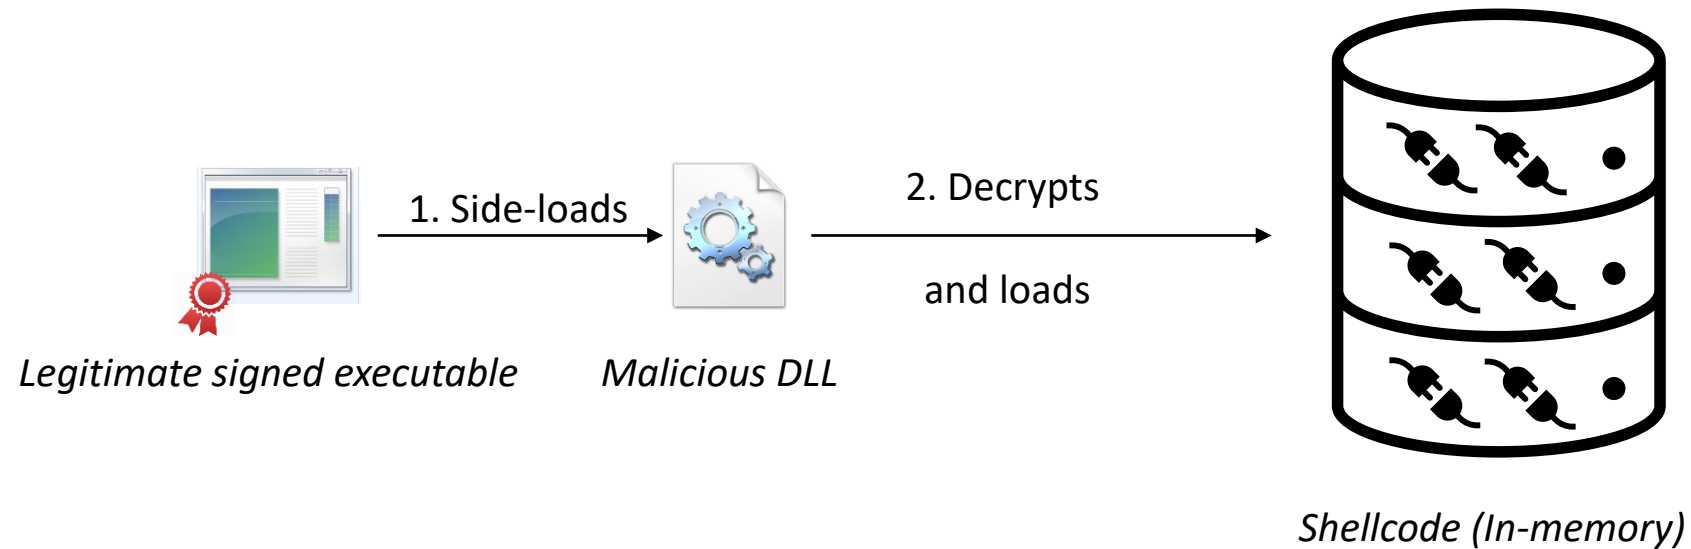 1. Side-loads
2. Decrypts
and loads
Legitimate signed executable
Malicious DLL
Shellcode (In-memory)